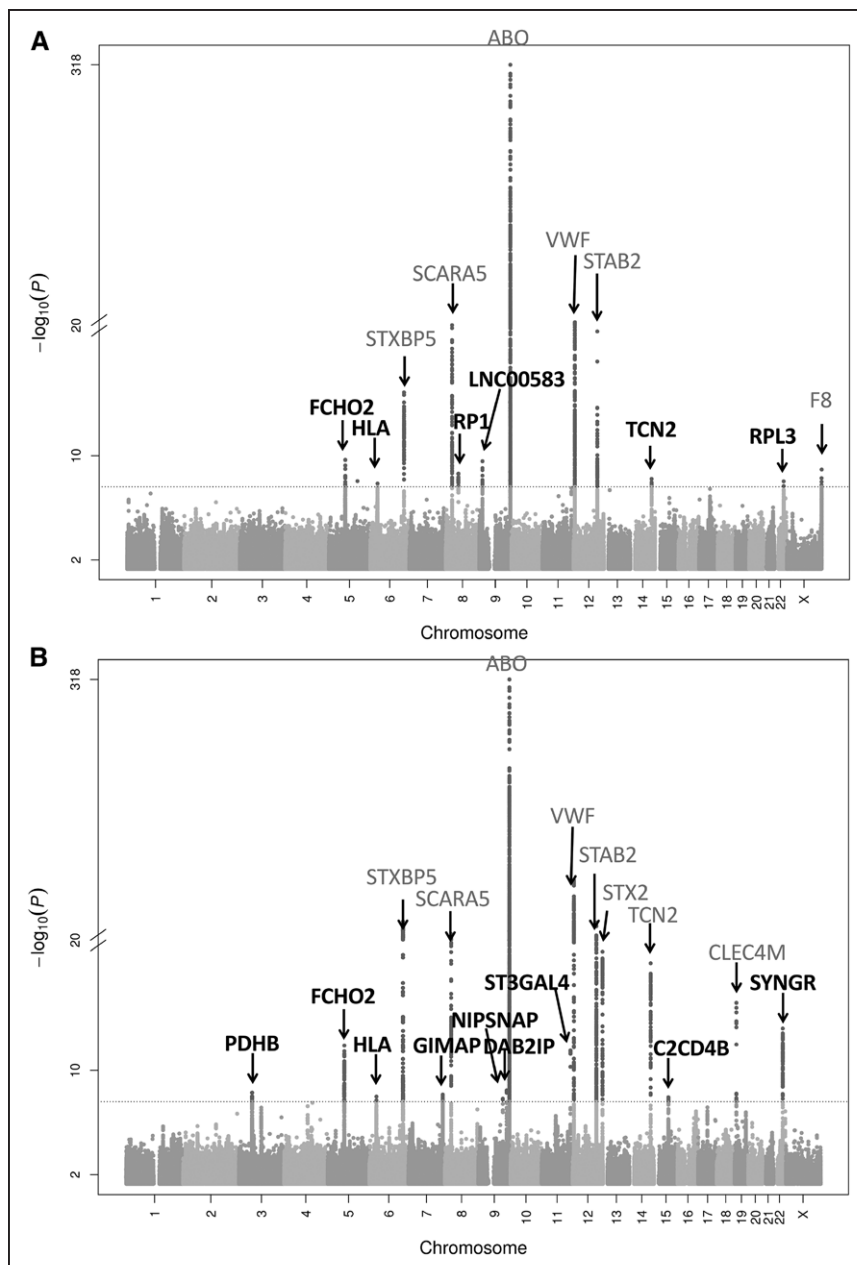 A
ABO
318
VWF
STAB2
SCARA5
20
STXBP5
LNC00583
FCHO2
HLA
RP1
TCN2
RPL3
F8
10
2
−log10(P)
1 2 3 4 5 6 7 8 9 10 11 12 13 14 15 16 17 18 19 20 21 22 X
Chromosome
B
ABO
318
VWF
STAB2
STXBP5
SCARA5
STX2
TCN2
20
CLEC4M
ST3GAL4
SYNGR
FCHO2
NIPSNAP
PDHB
HLA
GIMAP
DAB2IP
C2CD4B
10
2
−log10(P)
1 2 3 4 5 6 7 8 9 10 11 12 13 14 15 16 17 18 19 20 21 22 X
Chromosome